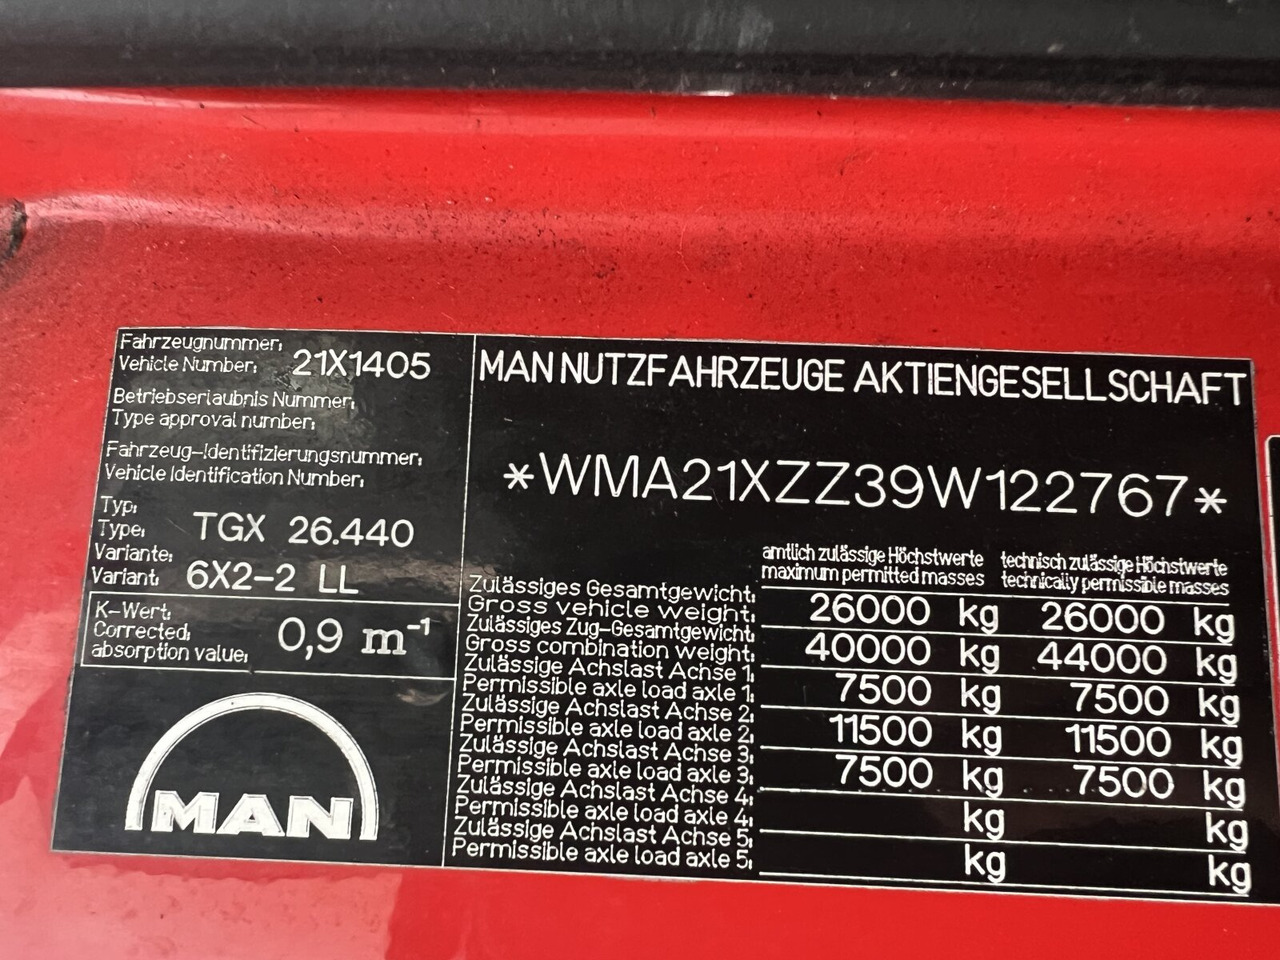 Fahrzeugnummer:
Vehicle Number: 21X1405
Betriebserlaubnis Nummer:
Type approval number:
Fahrzeug-Identifizierungsnummer:
Vehicle Identification Number:
Typ:
Type: TGX 26.440
Variante:
Variant: 6X2-2 LL
K-Wert:
Corrected:
absorption value: 0,9 m⁻¹
MAN
MAN NUTZFAHRZEUGE AKTIENGESELLSCHAFT
*WMA21XZZ39W122767*
amtlich zulässige Höchstwerte technisch zulässige Höchstwerte
maximum permitted masses technically permissible masses
Zulässiges Gesamtgewicht:
Gross vehicle weight: 26000 kg 26000 kg
Zulässiges Zug-Gesamtgewicht:
Gross combination weight: 40000 kg 44000 kg
Zulässige Achslast Achse 1:
Permissible axle load axle 1: 7500 kg 7500 kg
Zulässige Achslast Achse 2:
Permissible axle load axle 2: 11500 kg 11500 kg
Zulässige Achslast Achse 3:
Permissible axle load axle 3: 7500 kg 7500 kg
Zulässige Achslast Achse 4:
Permissible axle load axle 4: kg kg
Zulässige Achslast Achse 5:
Permissible axle load axle 5: kg kg